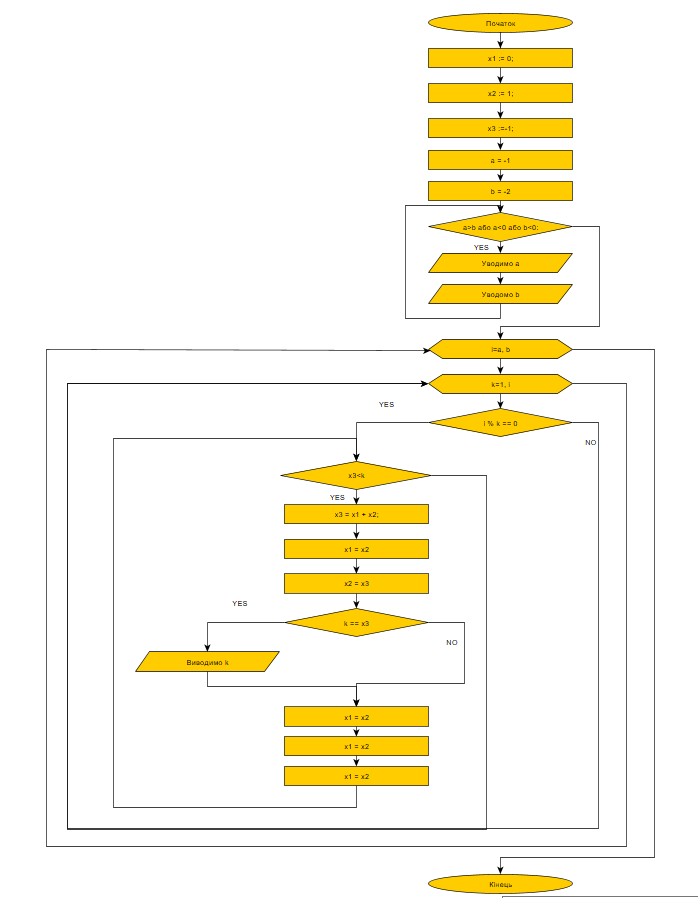 Початок
x1 := 0;
x2 := 1;
x3 :=-1;
a = -1
b = -2
a>b або a<0 або b<0;
YES
Уводимо a
Уводомо b
i=a, b
k=1, i
YES
i % k == 0
NO
x3<k
YES
x3 = x1 + x2;
x1 = x2
x2 = x3
YES
k == x3
NO
Виводимо k
x1 = x2
x1 = x2
x1 = x2
Кінець